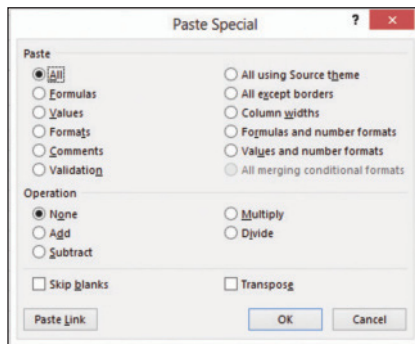 Paste Special
?
×
Paste
All
All using Source theme
Formulas
All except borders
Values
Column widths
Formats
Formulas and number formats
Comments
Values and number formats
Validation
All merging conditional formats
Operation
None
Multiply
Add
Divide
Subtract
Skip blanks
Transpose
Paste Link
OK
Cancel